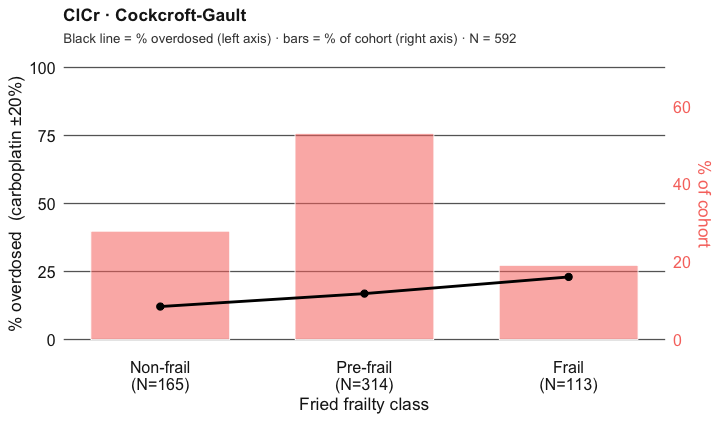 ClCr · Cockcroft-Gault
Black line = % overdosed (left axis) · bars = % of cohort (right axis) · N = 592
% overdosed  (carboplatin ±20%)
100
75
50
25
0
60
40
20
0
% of cohort
Non-frail
(N=165)
Pre-frail
(N=314)
Frail
(N=113)
Fried frailty class